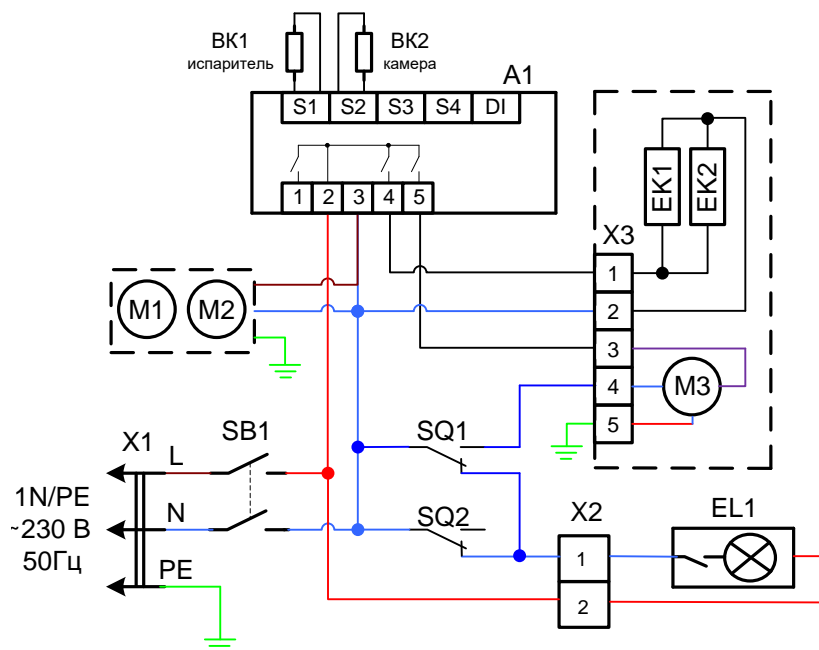 BK1
испаритель
BK2
камера
A1
S1 S2 S3 S4 DI
1 2 3 4 5
EK1
EK2
X3
1
2
3
4
5
M1 M2
M3
X1
L
SB1
SQ1
1N/PE
~230 В
50Гц
N
SQ2
X2
EL1
PE
1
2